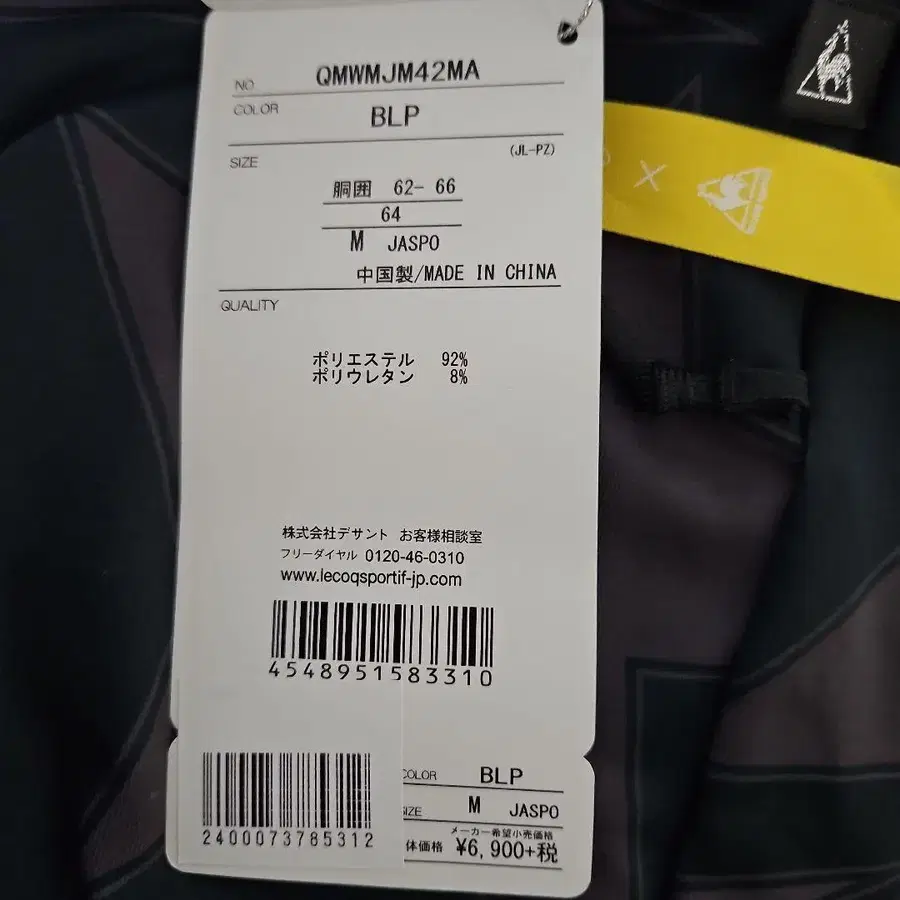 NO QMWMJM42MA
COLOR BLP
(JL-PZ)
SIZE
胴囲 62- 66
64
M JASPO
中国製/MADE IN CHINA
QUALITY
ポリエステル 92%
ポリウレタン 8%
株式会社デサント お客様相談室
フリーダイヤル 0120-46-0310
www.lecoqsportif-jp.com
4548951583310
2400073785312
COLOR BLP
IZE M JASPO
メーカー希望小売価格
体価格 ¥6,900+税
X